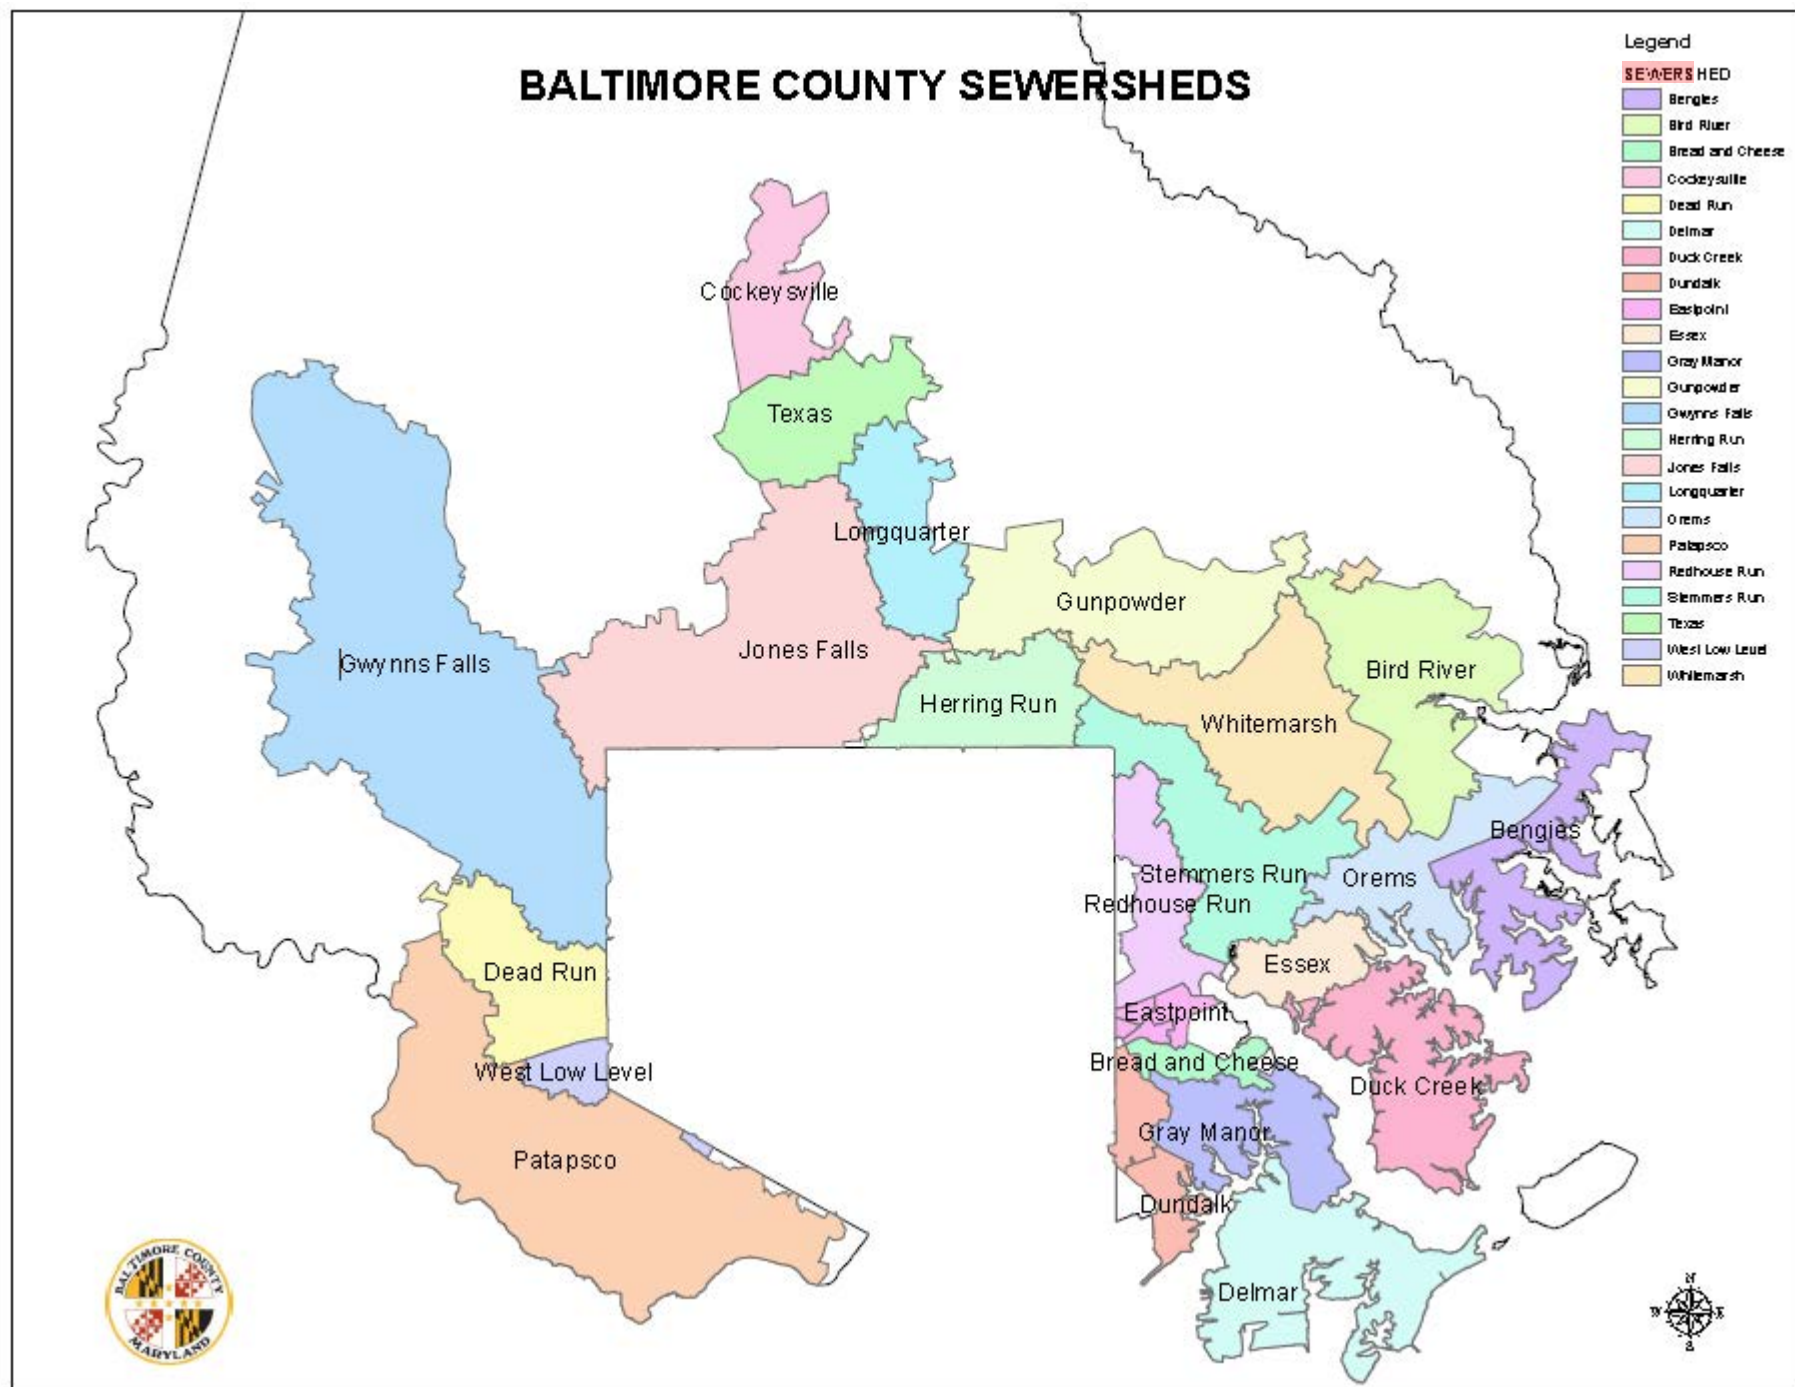 BALTIMORE COUNTY SEWERSHEDS
Legend
SEWERSHED
Bengies
Bird River
Bread and Cheese
Cockeysville
Dead Run
Delmar
Duck Creek
Dundalk
Eastpoint
Essex
Gray Manor
Gunpowder
Gwynns Falls
Herring Run
Jones Falls
Longquarter
Orems
Patapsco
Redhouse Run
Stemmers Run
Texas
West Low Level
Whitemarsh
Cockeysville
Texas
Longquarter
Gunpowder
Jones Falls
Gwynns Falls
Bird River
Herring Run
Whitemarsh
Bengies
Stemmers Run
Orems
Redhouse Run
Essex
Dead Run
Eastpoint
Bread and Cheese
West Low Level
Duck Creek
Gray Manor
Patapsco
Dundalk
Delmar
BALTIMORE COUNTY
MARYLAND
N
W
E
S